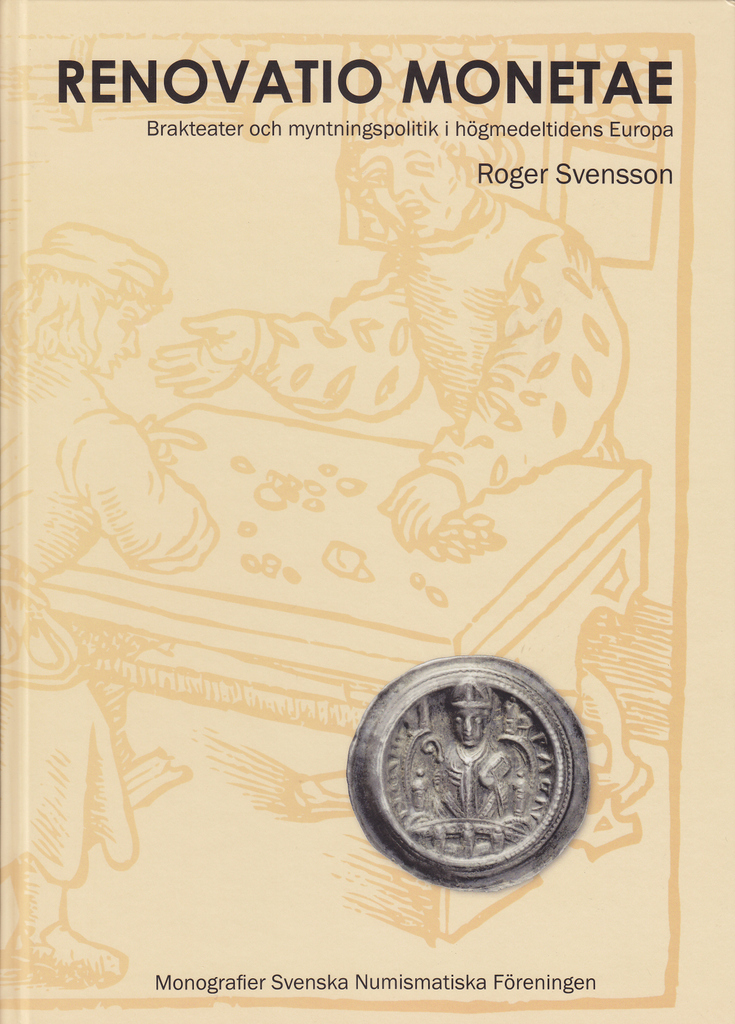 RENOVATIO MONETAE
Brakteater och myntningspolitik i högmedeltidens Europa
Roger Svensson
Monografier Svenska Numismatiska Föreningen